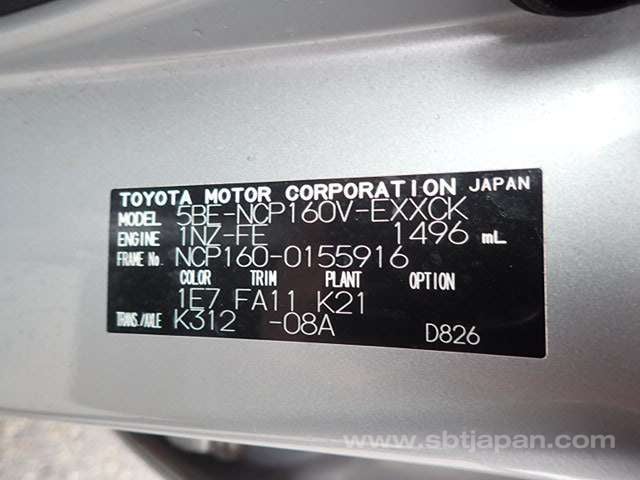 TOYOTA MOTOR CORPORATION JAPAN
MODEL 5BE-NCP160V-EXXCK
ENGINE 1NZ-FE 1496 mL
FRAME No. NCP160-0155916
COLOR TRIM PLANT OPTION
1E7 FA11 K21
TRANS./AXLE K312 -08A D826
www.sbtjapan.com